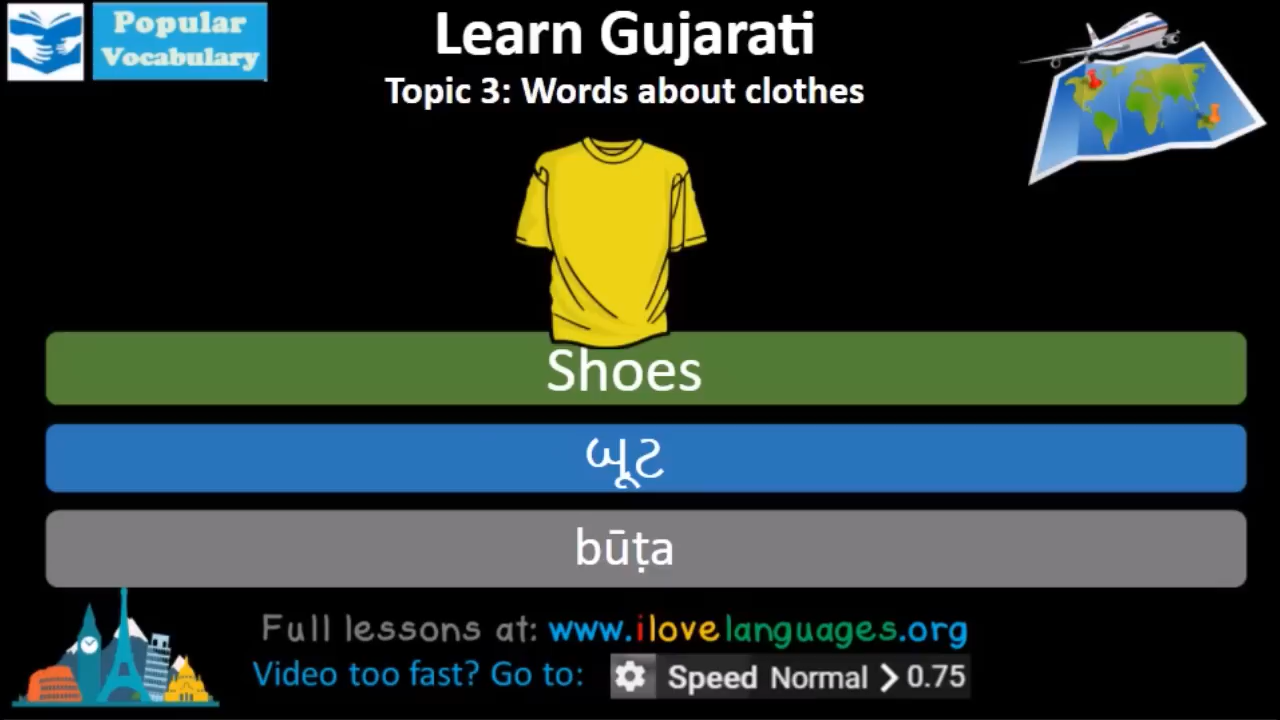 Popular
Vocabulary
Learn Gujarati
Topic 3: Words about clothes
Shoes
બૂટ
būṭa
Full lessons at: www.ilovelanguages.org
Video too fast? Go to: Speed Normal > 0.75